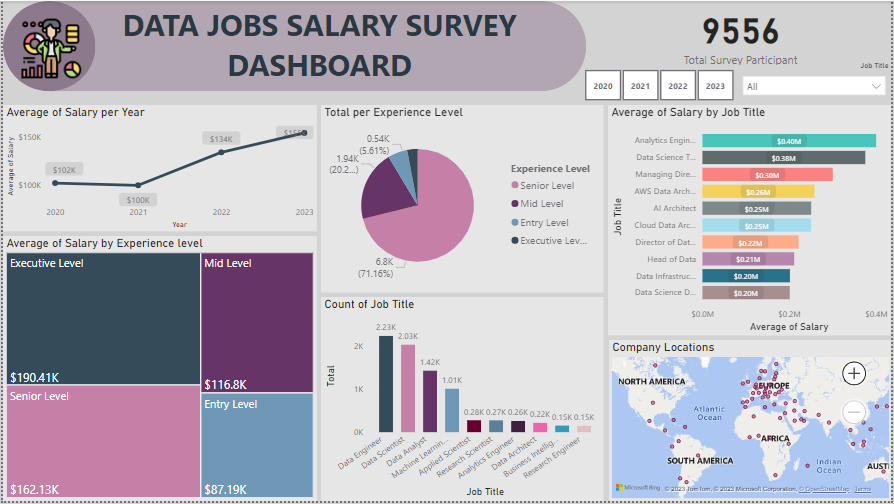 DATA JOBS SALARY SURVEY
DASHBOARD
9556
Total Survey Participant
Job Title
2020
2021
2022
2023
All
Average of Salary per Year
Average of Salary
$150K
$100K
$102K
$100K
$134K
2020
2021
2022
2023
Year
Total per Experience Level
0.54K
(5.61%)
1.94K
(20.2...)
6.8K
(71.16%)
Experience Level
Senior Level
Mid Level
Entry Level
Executive Lev...
Average of Salary by Job Title
Job Title
Analytics Engin... $0.40M
Data Science T... $0.38M
Managing Dire... $0.30M
AWS Data Arch... $0.26M
AI Architect $0.25M
Cloud Data Arc... $0.25M
Director of Dat... $0.22M
Head of Data $0.21M
Data Infrastruc... $0.20M
Data Science D... $0.20M
$0.0M
$0.2M
$0.4M
Average of Salary
Average of Salary by Experience level
Executive Level
$190.41K
Mid Level
$116.8K
Senior Level
$162.13K
Entry Level
$87.19K
Count of Job Title
Total
2K
1K
0K
2.23K
2.03K
1.42K
1.01K
0.28K
0.27K
0.26K
0.22K
0.15K
0.15K
Data Engineer
Data Scientist
Data Analyst
Machine Learnin...
Applied Scientist
Research Scientist
Analytics Engineer
Data Architect
Business Intellig...
Research Engineer
Job Title
Company Locations
NORTH AMERICA
EUROPE
Atlantic
Ocean
AFRICA
SOUTH AMERICA
Indian
Ocean
AUST
Microsoft Bing
© 2023 TomTom, © 2023 Microsoft Corporation, © OpenStreetMap Terms